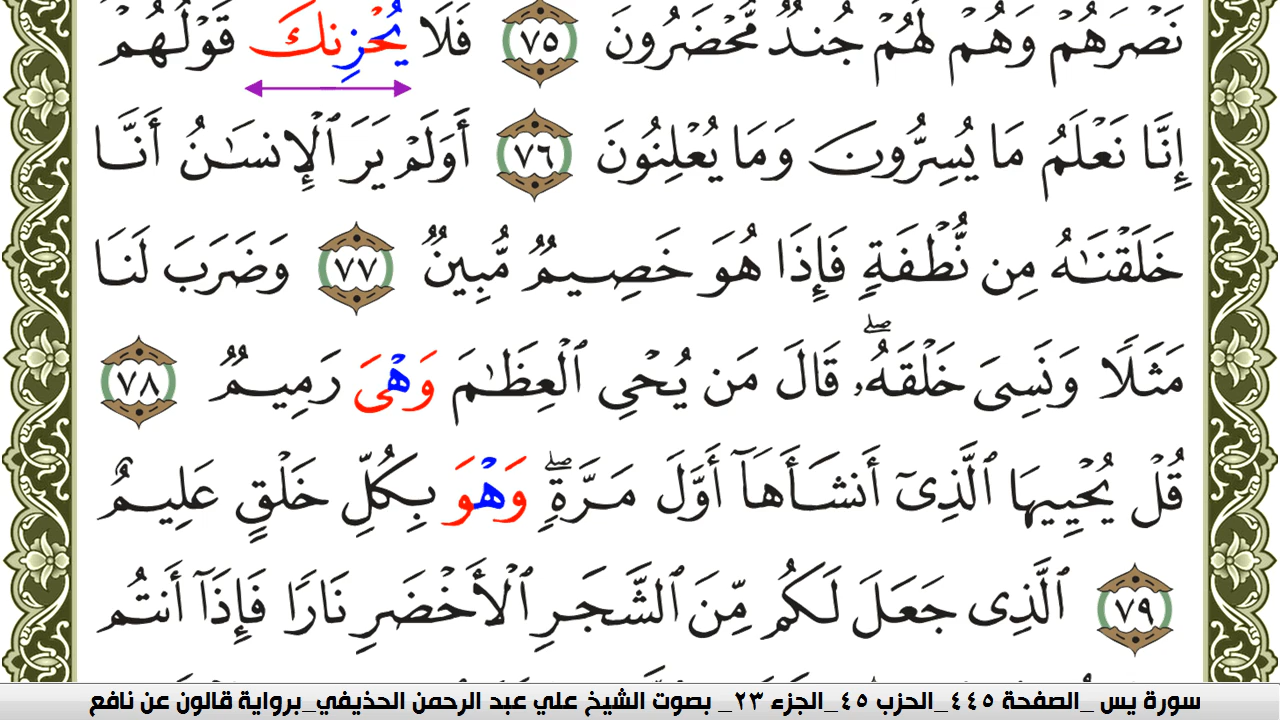 نَصْرَهُمْ وَهُمْ لَهُمْ جُندٌ مُّحْضَرُونَ ٧٥ فَلَا يُحْزِنكَ قَوْلُهُمْ
إِنَّا نَعْلَمُ مَا يُسِرُّونَ وَمَا يُعْلِنُونَ ٧٦ أَوَلَمْ يَرَ ٱلْإِنسَٰنُ أَنَّا
خَلَقْنَٰهُ مِن نُّطْفَةٍ فَإِذَا هُوَ خَصِيمٌ مُّبِينٌ ٧٧ وَضَرَبَ لَنَا
مَثَلًا وَنَسِىَ خَلْقَهُۥۖ قَالَ مَن يُحْىِ ٱلْعِظَٰمَ وَهْىَ رَمِيمٌ ٧٨
قُلْ يُحْيِيهَا ٱلَّذِىٓ أَنشَأَهَآ أَوَّلَ مَرَّةٍۖ وَهْوَ بِكُلِّ خَلْقٍ عَلِيمٌ
٧٩ ٱلَّذِى جَعَلَ لَكُم مِّنَ ٱلشَّجَرِ ٱلْأَخْضَرِ نَارًا فَإِذَآ أَنتُم
سورة يس _الصفحة ٤٤٥_الحزب ٤٥_الجزء ٢٣_ بصوت الشيخ علي عبد الرحمن الحذيفي_برواية قالون عن نافع